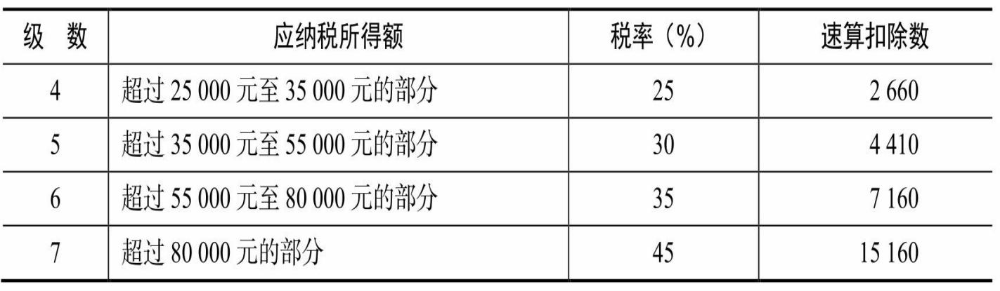 级 数 应纳税所得额 税率（%） 速算扣除数
4 超过 25 000 元至 35 000 元的部分 25 2 660
5 超过 35 000 元至 55 000 元的部分 30 4 410
6 超过 55 000 元至 80 000 元的部分 35 7 160
7 超过 80 000 元的部分 45 15 160